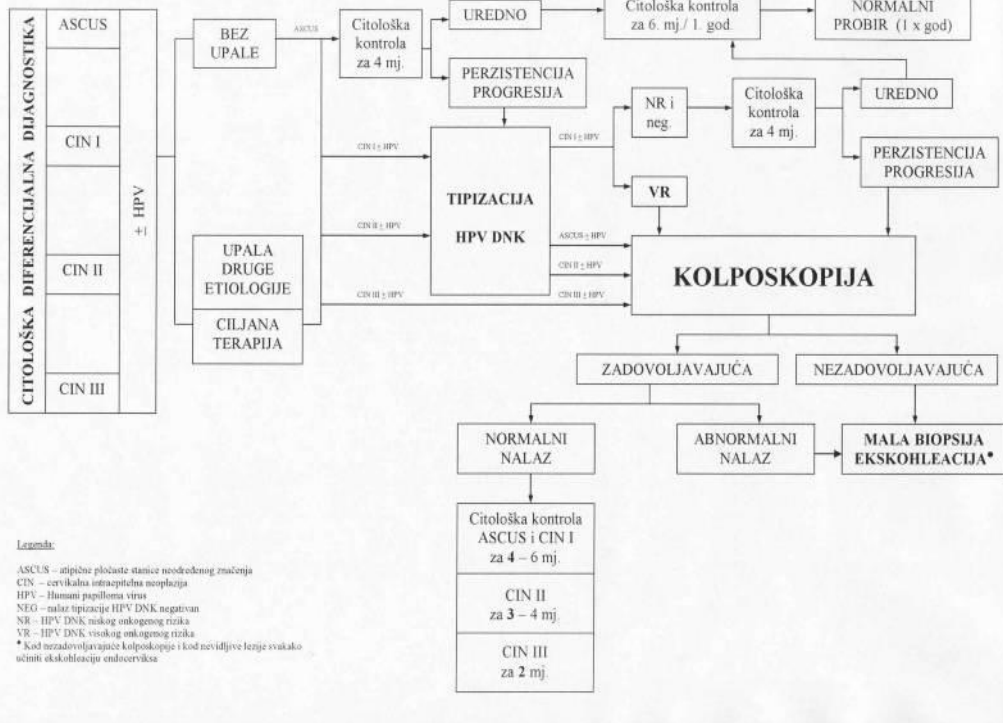 CITOLOŠKA DIFERENCIJALNA DIJAGNOSTIKA
ASCUS
CIN I
CIN II
CIN III
± HPV
BEZ
UPALE
UPALA
DRUGE
ETIOLOGIJE
CILJANA
TERAPIJA
ASCUS
Citološka
kontrola
za 4 mj.
UREDNO
Citološka kontrola
za 6. mj./ 1. god.
NORMALNI
PROBIR (1 x god)
PERZISTENCIJA
PROGRESIJA
CIN I ± HPV
CIN II ± HPV
CIN III ± HPV
TIPIZACIJA
HPV DNK
CIN I ± HPV
ASCUS ± HPV
CIN II ± HPV
CIN III ± HPV
NR i
neg.
VR
Citološka
kontrola
za 4 mj.
UREDNO
PERZISTENCIJA
PROGRESIJA
KOLPOSKOPIJA
ZADOVOLJAVAJUĆA
NEZADOVOLJAVAJUĆA
NORMALNI
NALAZ
ABNORMALNI
NALAZ
MALA BIOPSIJA
EKSKOHLEACIJA•
Citološka kontrola
ASCUS i CIN I
za 4 – 6 mj.
CIN II
za 3 – 4 mj.
CIN III
za 2 mj.
Legenda:
ASCUS – atipične pločaste stanice neodređenog značenja
CIN – cervikalna intraepitelna neoplazija
HPV – Humani papilloma virus
NEG – nalaz tipizacije HPV DNK negativan
NR – HPV DNK niskog onkogenog rizika
VR – HPV DNK visokog onkogenog rizika
• Kod nezadovoljavajuće kolposkopije i kod nevidljive lezije svakako
učiniti ekskohleaciju endocerviksa